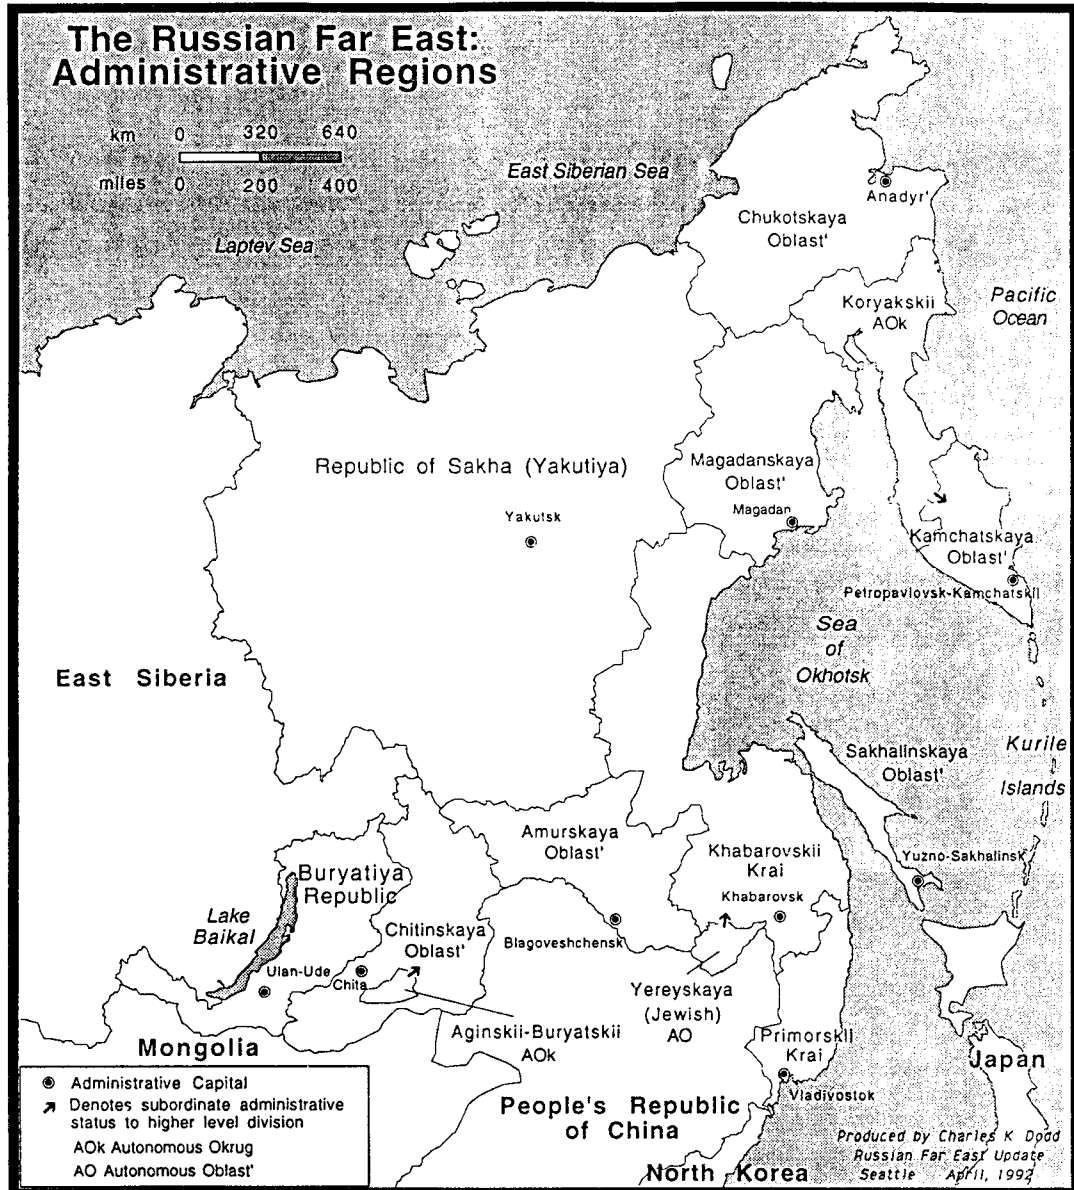 The Russian Far East:
Administrative Regions
km 0 320 640
miles 0 200 400
East Siberian Sea
Laptev Sea
Anadyr'
Chukotskaya
Oblast'
Koryakskii
AOk
Pacific
Ocean
Republic of Sakha (Yakutiya)
Yakutsk
Magadanskaya
Oblast'
Magadan
Kamchatskaya
Oblast'
Petropavlovsk-Kamchatskii
Sea
of
Okhotsk
East Siberia
Sakhalinskaya
Oblast'
Kurile
Islands
Amurskaya
Oblast'
Khabarovskii
Krai
Khabarovsk
Yuzno-Sakhalinsk
Buryatiya
Republic
Lake
Baikal
Chitinskaya
Oblast'
Blagoveshchensk
Ulan-Ude
Chita
Yereyskaya
(Jewish)
AO
Aginskii-Buryatskii
AOk
Primorskii
Krai
Mongolia
Japan
Vladivostok
People's Republic
of China
North Korea
Administrative Capital
Denotes subordinate administrative
status to higher level division
AOk Autonomous Okrug
AO Autonomous Oblast'
Produced by Charles K Dodd
Russian Far East Update
Seattle April, 1992